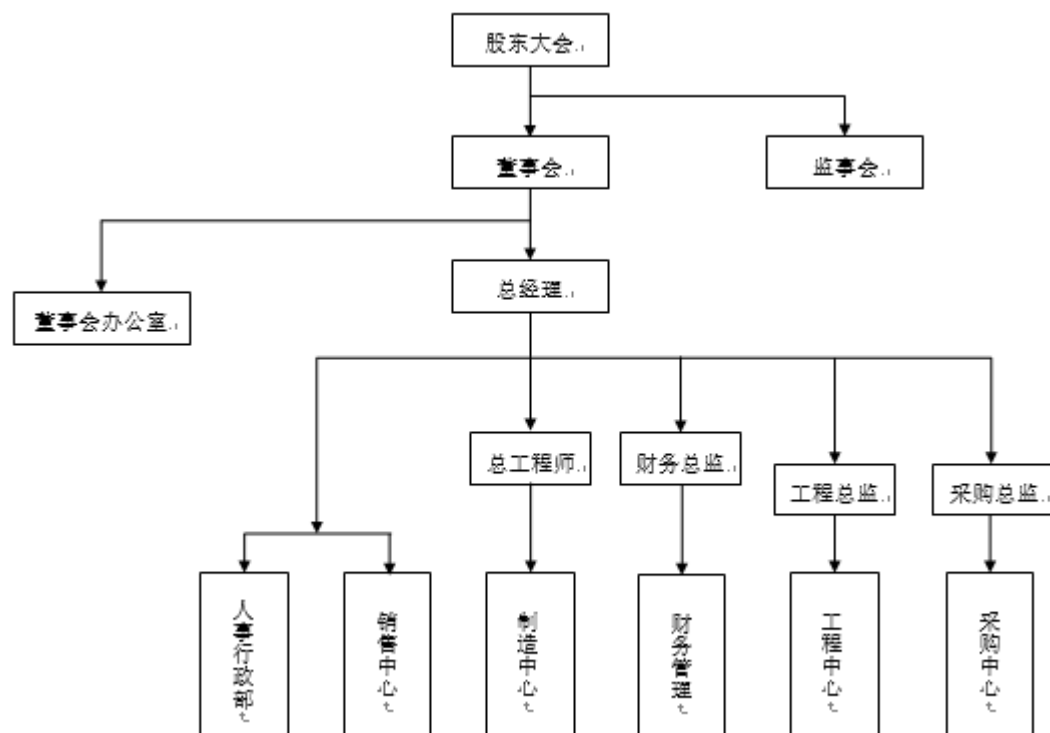 股东大会
董事会
监事会
总经理
董事会办公室
总工程师
财务总监
工程总监
采购总监
人事行政部
销售中心
制造中心
财务管理
工程中心
采购中心